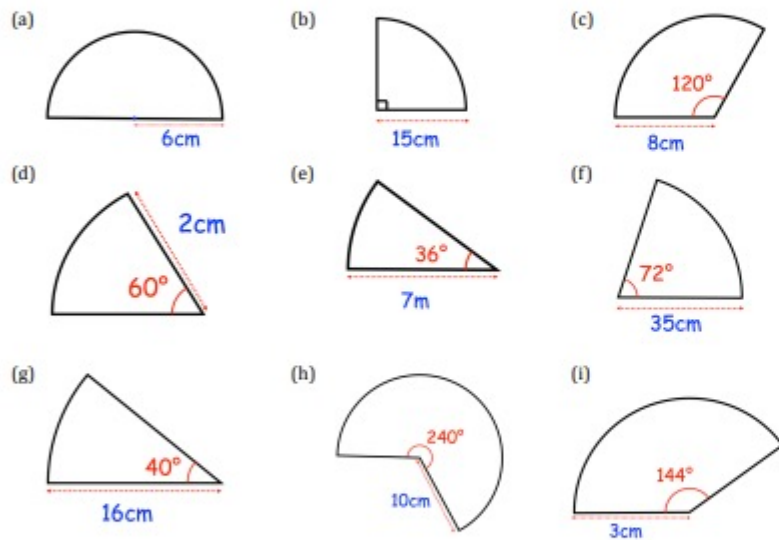 (a)
6cm
(b)
15cm
(c)
120°
8cm
(d)
2cm
60°
(e)
36°
7m
(f)
72°
35cm
(g)
40°
16cm
(h)
240°
10cm
(i)
144°
3cm